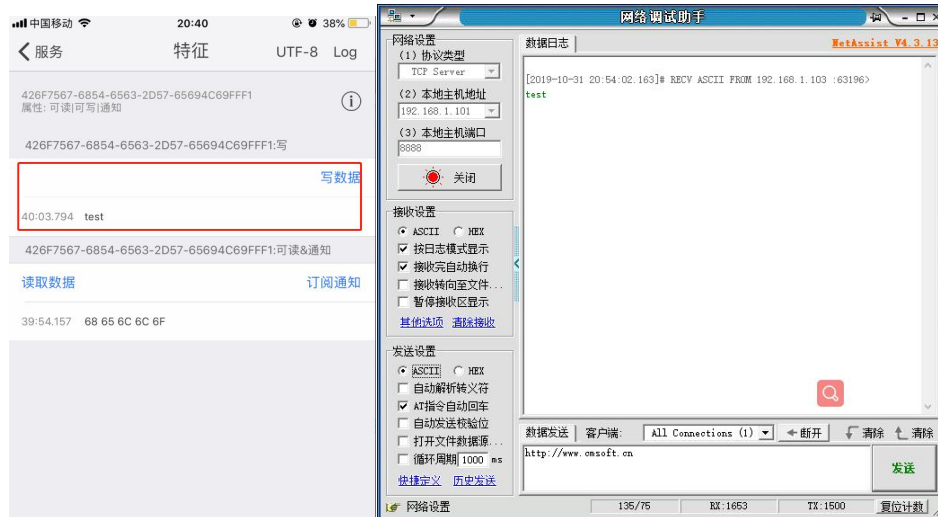 中国移动 20:40 38%
服务 特征 UTF-8 Log
426F7567-6854-6563-2D57-65694C69FFF1
属性: 可读|可写|通知
426F7567-6854-6563-2D57-65694C69FFF1:写
写数据
40:03.794 test
426F7567-6854-6563-2D57-65694C69FFF1:可读&通知
读取数据 订阅通知
39:54.157 68 65 6C 6C 6F
网络调试助手
网络设置
(1) 协议类型
TCP Server
(2) 本地主机地址
192.168.1.101
(3) 本地主机端口
8888
关闭
接收设置
ASCII HEX
按日志模式显示
接收完自动换行
接收转向至文件...
暂停接收区显示
其他选项 清除接收
发送设置
ASCII HEX
自动解析转义符
AT指令自动回车
自动发送校验位
打开文件数据源...
循环周期 1000 ms
快捷定义 历史发送
数据日志 NetAssist V4.3.13
[2019-10-31 20:54:02.163]# RECV ASCII FROM 192.168.1.103 :63196>
test
数据发送 客户端: All Connections (1) 断开 清除 清除
http://www.cmsoft.cn
发送
网络设置 135/75 RX:1653 TX:1500 复位计数